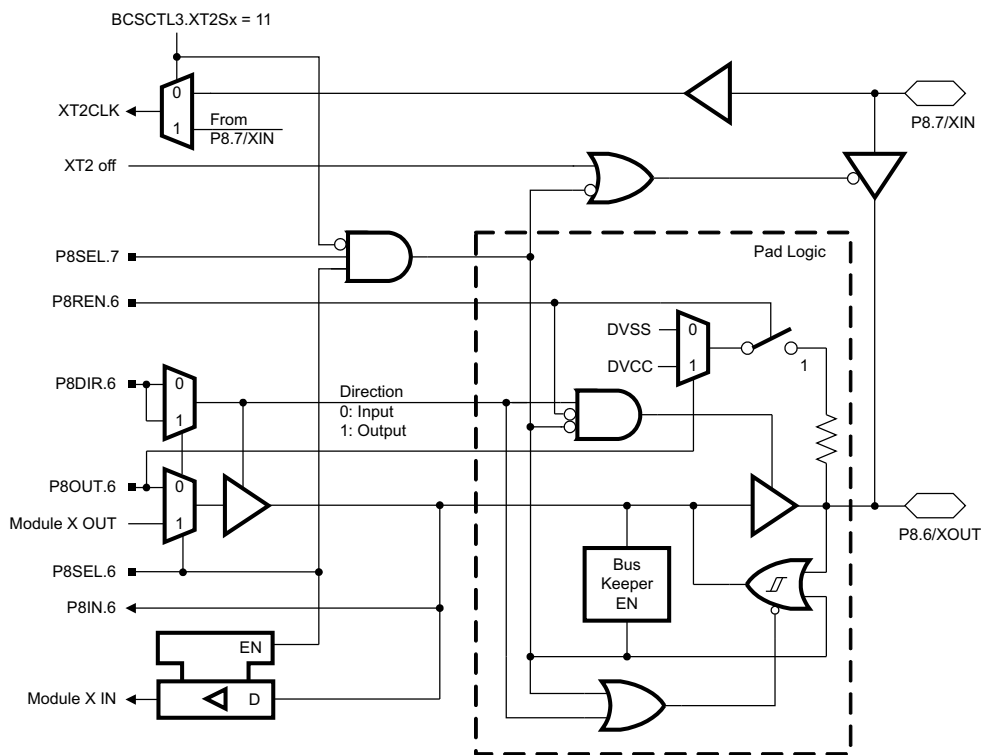 BCSCTL3.XT2Sx = 11
0
XT2CLK
1
From
P8.7/XIN
P8.7/XIN
XT2 off
P8SEL.7
Pad Logic
P8REN.6
DVSS
0
DVCC
1
1
P8DIR.6
0
1
Direction
0: Input
1: Output
P8OUT.6
0
Module X OUT
1
P8.6/XOUT
P8SEL.6
Bus
Keeper
EN
P8IN.6
EN
Module X IN
D